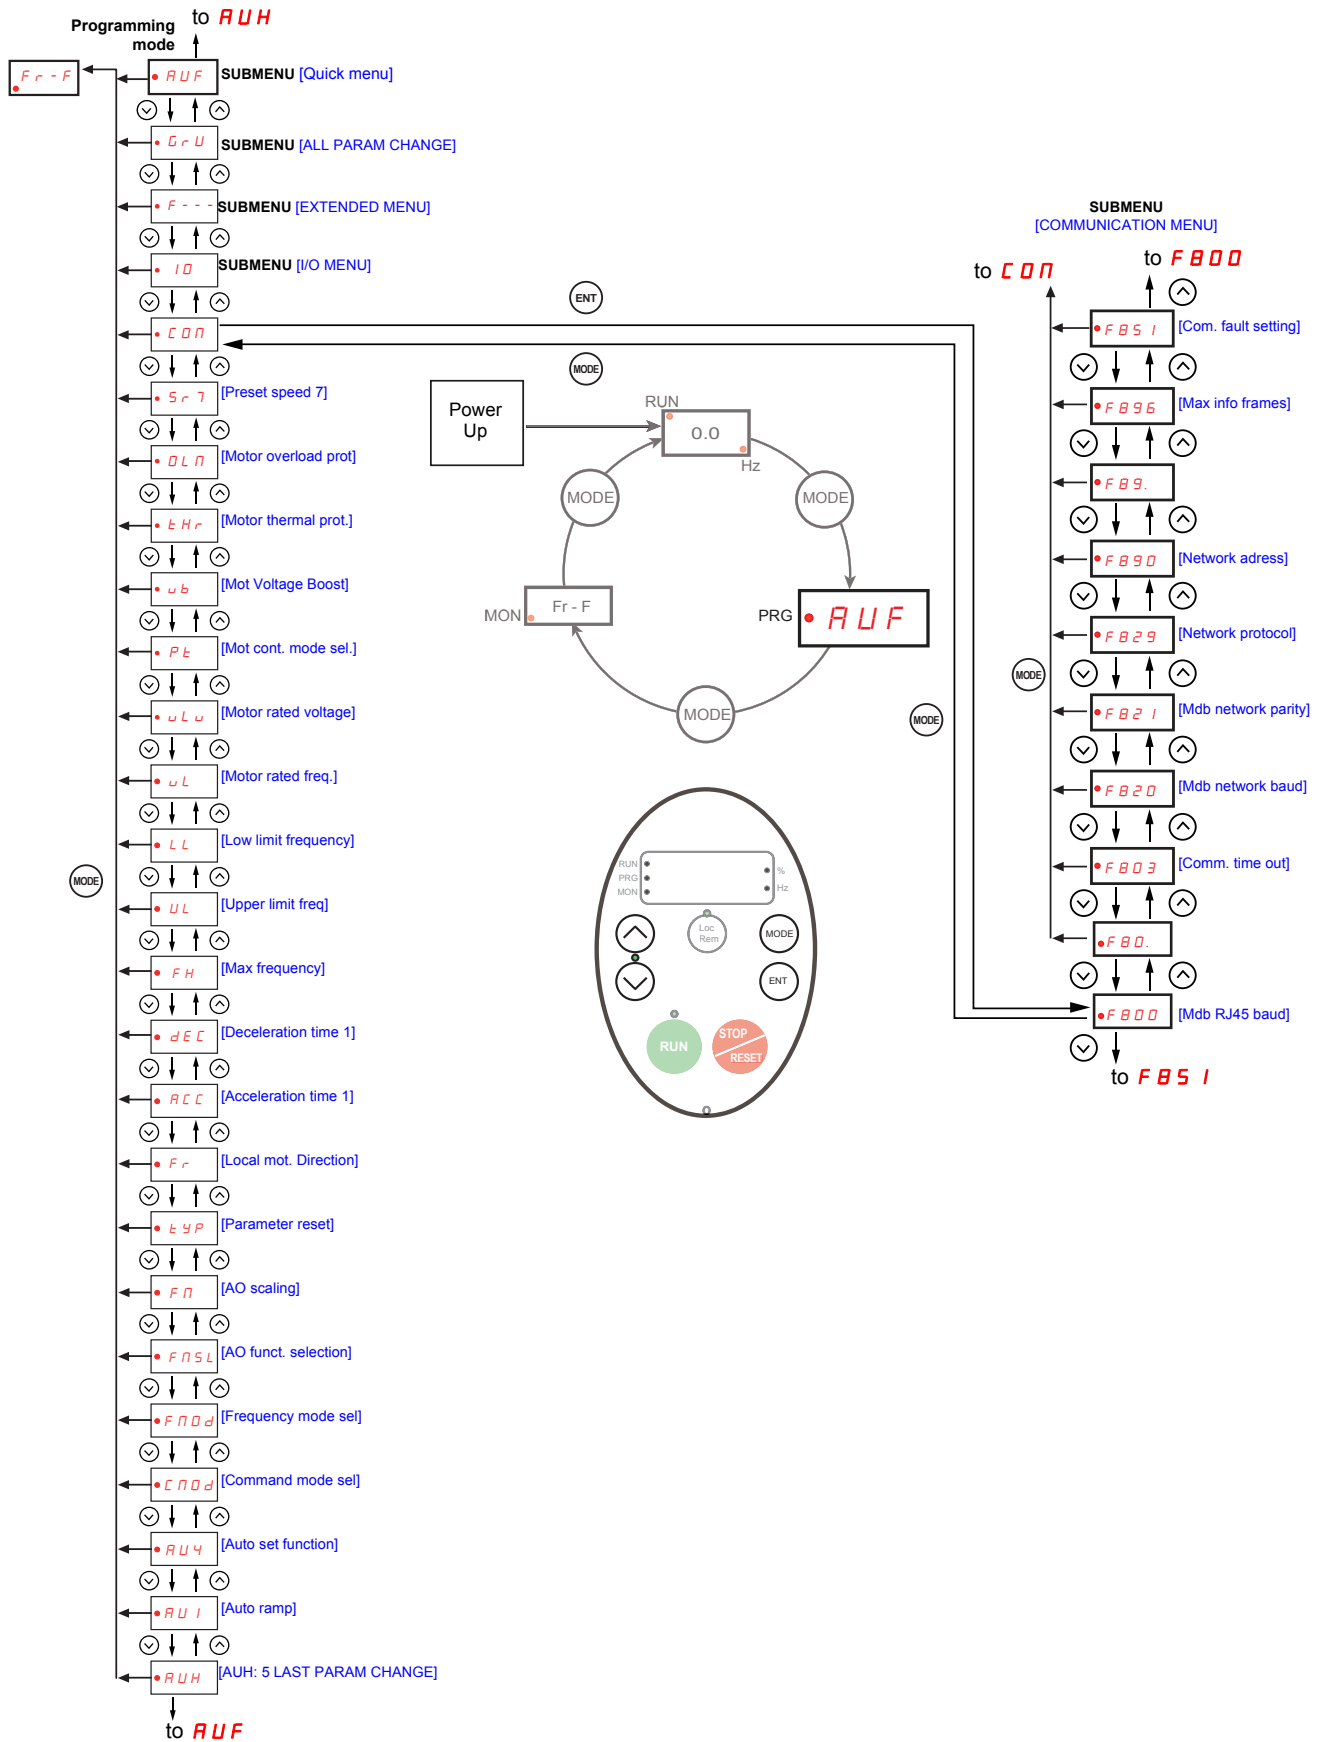 Programming
mode
to AUH
Fr-F
AUF
SUBMENU [Quick menu]
GrU
SUBMENU [ALL PARAM CHANGE]
F---
SUBMENU [EXTENDED MENU]
IO
SUBMENU [I/O MENU]
COM
Sr7
[Preset speed 7]
OLM
[Motor overload prot]
tHr
[Motor thermal prot.]
ub
[Mot Voltage Boost]
Pt
[Mot cont. mode sel.]
uLu
[Motor rated voltage]
uL
[Motor rated freq.]
LL
[Low limit frequency]
UL
[Upper limit freq]
FH
[Max frequency]
dEC
[Deceleration time 1]
ACC
[Acceleration time 1]
Fr
[Local mot. Direction]
tYP
[Parameter reset]
FM
[AO scaling]
FMSL
[AO funct. selection]
FMOd
[Frequency mode sel]
CMOd
[Command mode sel]
AU4
[Auto set function]
AU1
[Auto ramp]
AUH
[AUH: 5 LAST PARAM CHANGE]
to AUF
MODE
ENT
MODE
Power
Up
RUN
0.0
Hz
MODE
MODE
MON
Fr - F
PRG
AUF
MODE
MODE
RUN
PRG
MON
%
Hz
Loc
Rem
MODE
ENT
RUN
STOP
RESET
SUBMENU
[COMMUNICATION MENU]
to COM
to F800
F851
[Com. fault setting]
F896
[Max info frames]
F89.
F890
[Network adress]
F829
[Network protocol]
MODE
F821
[Mdb network parity]
F820
[Mdb network baud]
F803
[Comm. time out]
F80.
F800
[Mdb RJ45 baud]
to F851